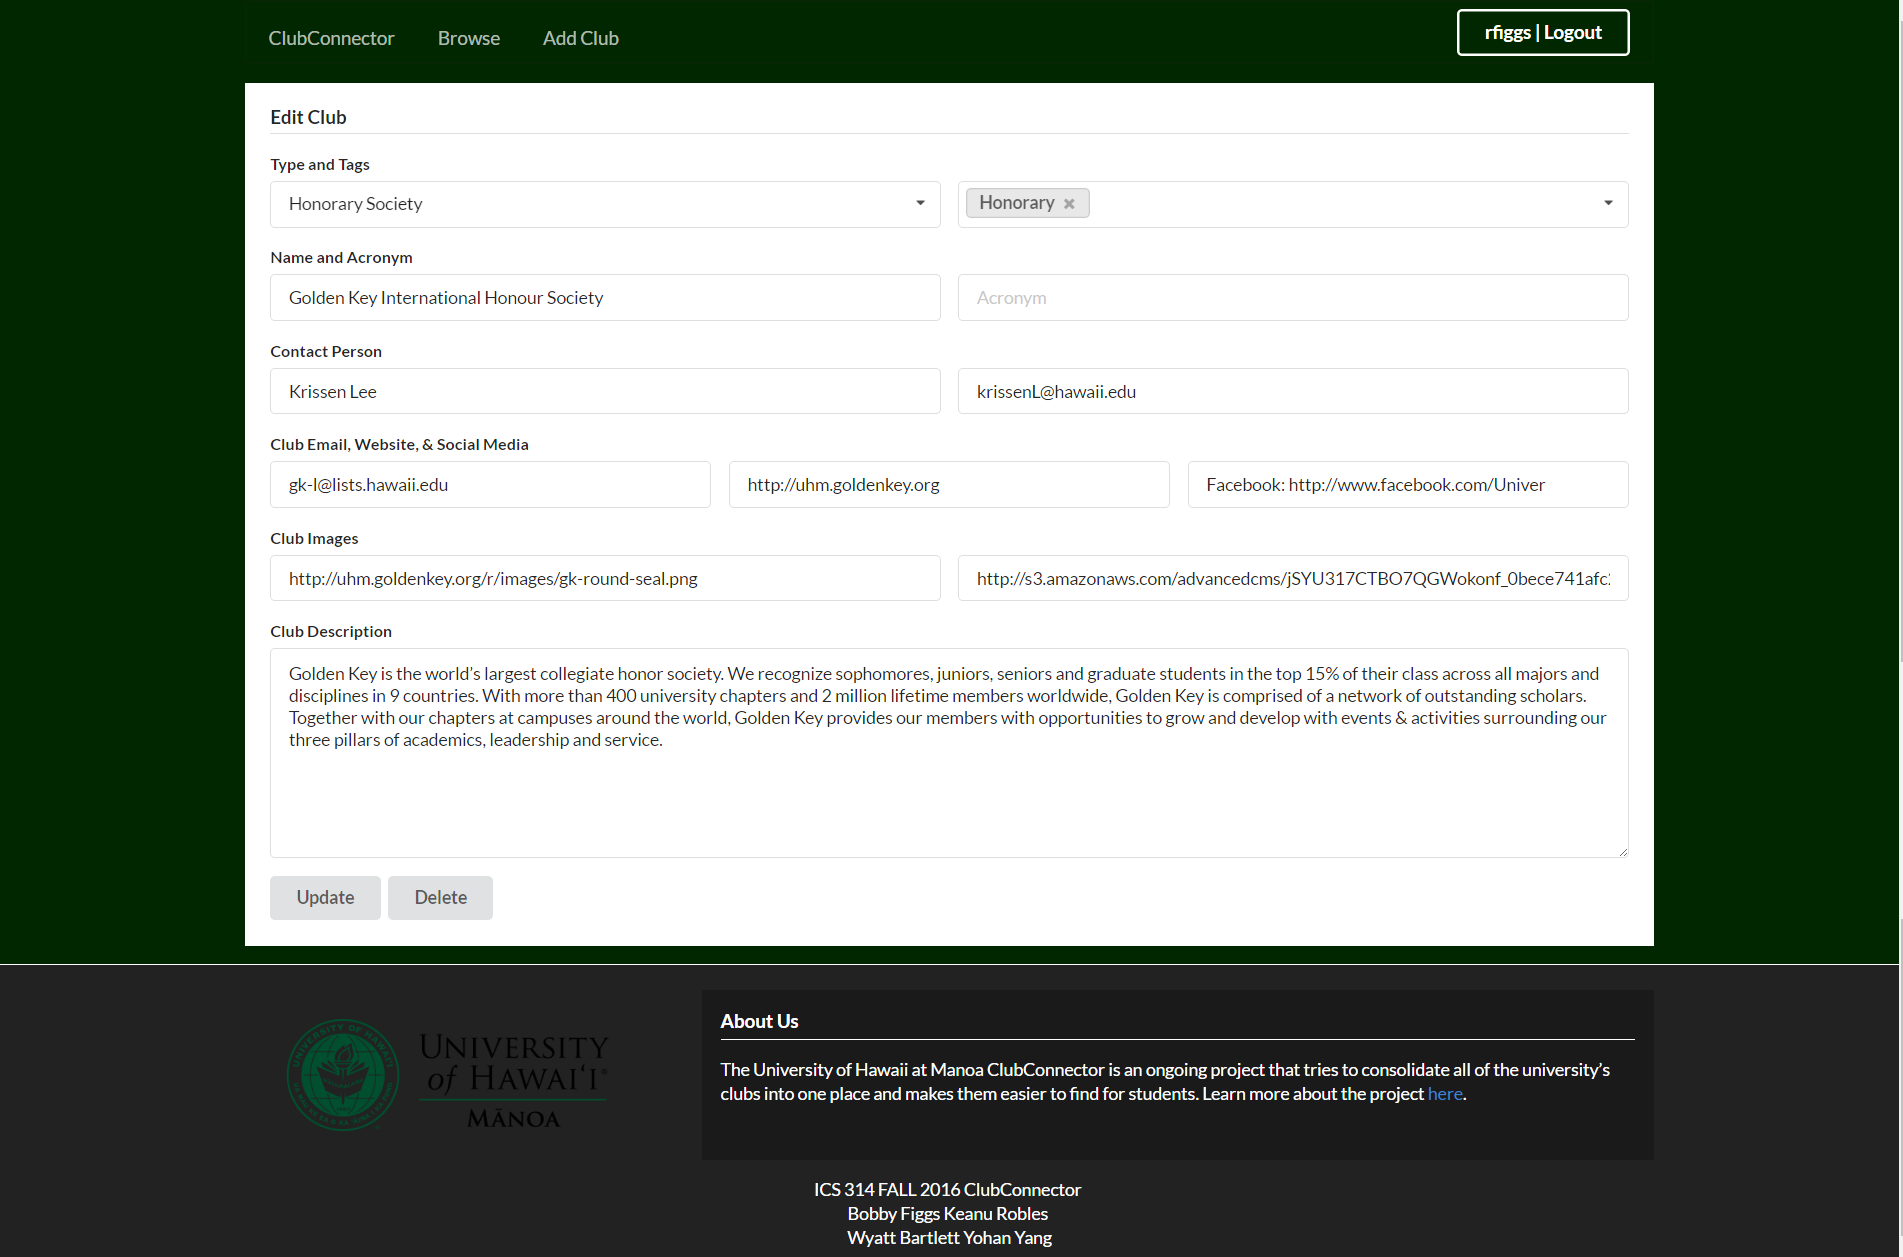 ClubConnector Browse Add Club rfiggs | Logout
Edit Club
Type and Tags
Honorary Society Honorary
Name and Acronym
Golden Key International Honour Society Acronym
Contact Person
Krissen Lee krissenL@hawaii.edu
Club Email, Website, & Social Media
gk-l@lists.hawaii.edu http://uhm.goldenkey.org Facebook: http://www.facebook.com/Univer
Club Images
http://uhm.goldenkey.org/r/images/gk-round-seal.png http://s3.amazonaws.com/advancedcms/jSYU317CTBO7QGWokonf_0bece741afc
Club Description
Golden Key is the world’s largest collegiate honor society. We recognize sophomores, juniors, seniors and graduate students in the top 15% of their class across all majors and
disciplines in 9 countries. With more than 400 university chapters and 2 million lifetime members worldwide, Golden Key is comprised of a network of outstanding scholars.
Together with our chapters at campuses around the world, Golden Key provides our members with opportunities to grow and develop with events & activities surrounding our
three pillars of academics, leadership and service.
Update Delete
UNIVERSITY
of HAWAIʻI®
MĀNOA
About Us
The University of Hawaii at Manoa ClubConnector is an ongoing project that tries to consolidate all of the university’s
clubs into one place and makes them easier to find for students. Learn more about the project here.
ICS 314 FALL 2016 ClubConnector
Bobby Figgs Keanu Robles
Wyatt Bartlett Yohan Yang